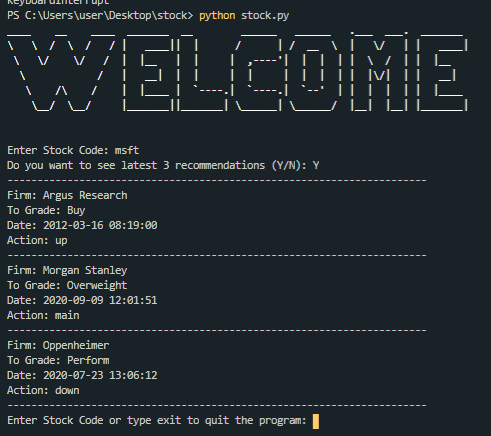 KeyboardInterrupt
PS C:\Users\user\Desktop\stock> python stock.py
WELCOME
Enter Stock Code: msft
Do you want to see latest 3 recommendations (Y/N): Y
----------------------------------------------------------------------
Firm: Argus Research
To Grade: Buy
Date: 2012-03-16 08:19:00
Action: up
----------------------------------------------------------------------
Firm: Morgan Stanley
To Grade: Overweight
Date: 2020-09-09 12:01:51
Action: main
----------------------------------------------------------------------
Firm: Oppenheimer
To Grade: Perform
Date: 2020-07-23 13:06:12
Action: down
----------------------------------------------------------------------
Enter Stock Code or type exit to quit the program: